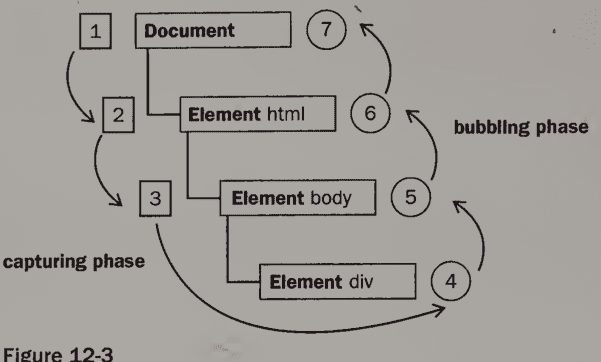 1 Document 7
2 Element html 6
bubbling phase
3 Element body 5
capturing phase
Element div 4
Figure 12-3